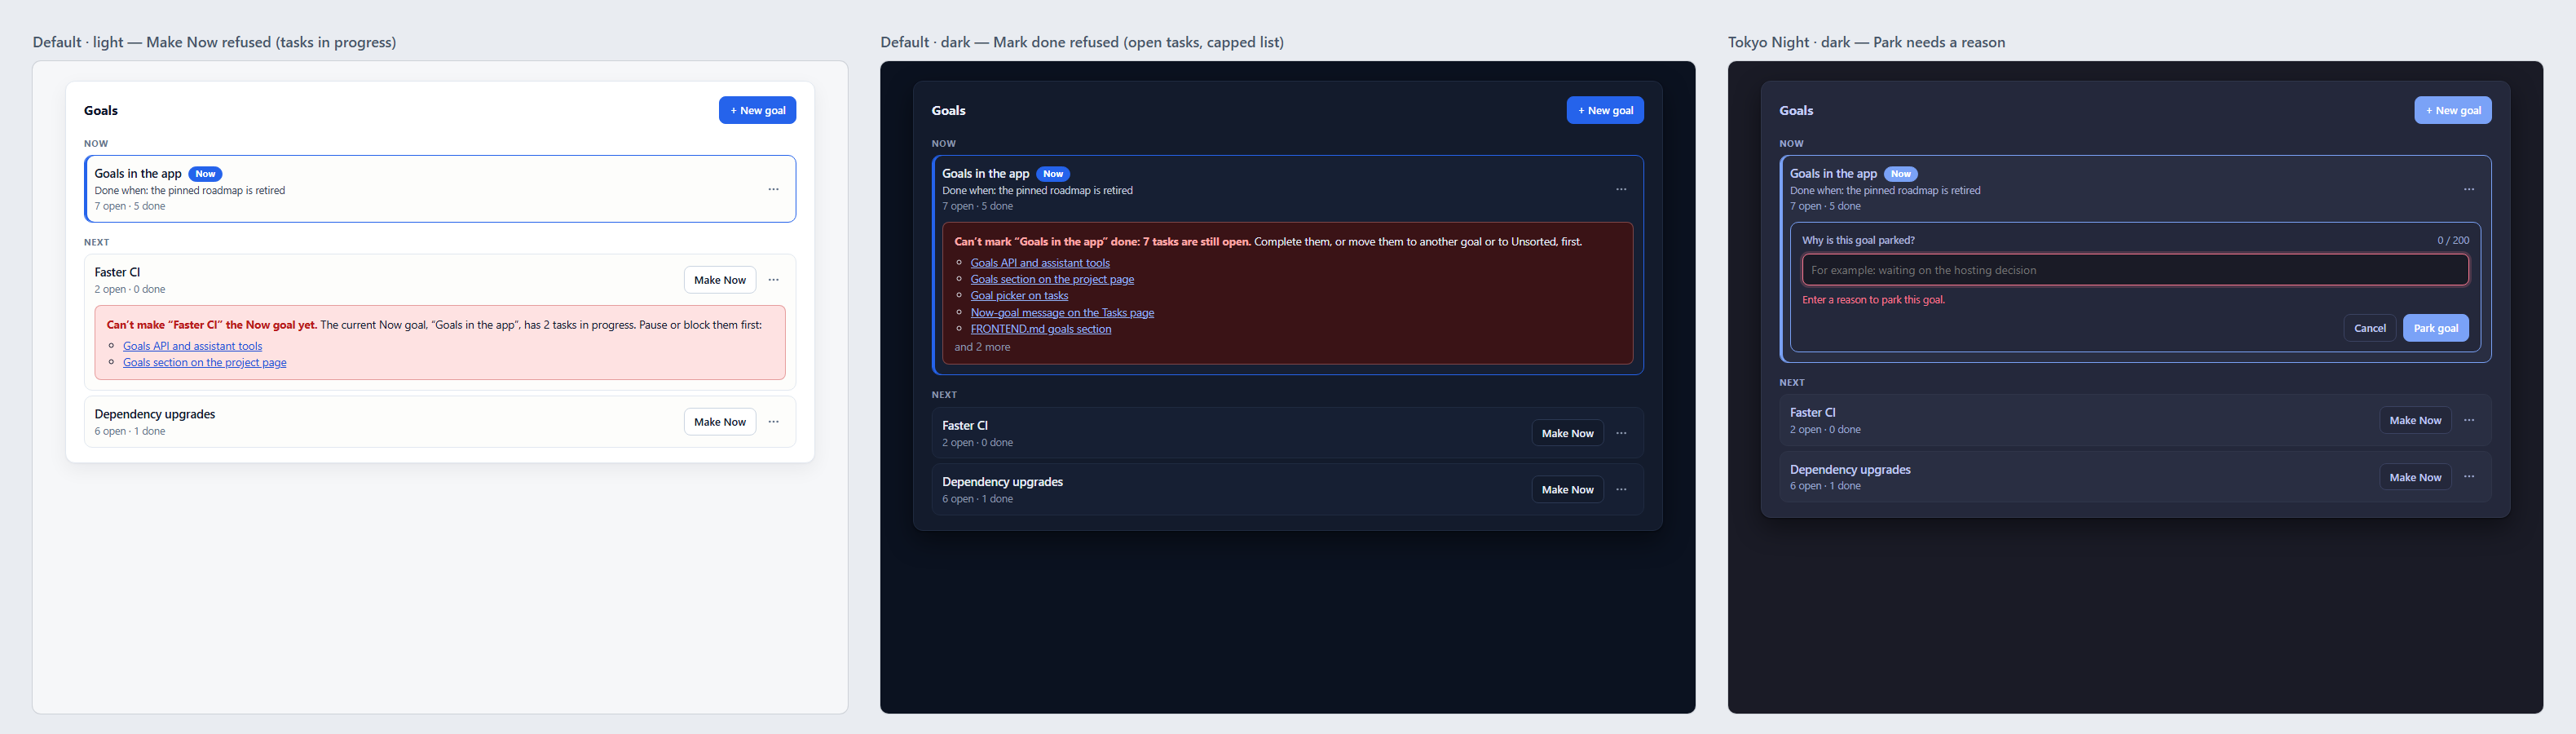 Default · light — Make Now refused (tasks in progress)
Goals
+ New goal
NOW
Goals in the app Now
Done when: the pinned roadmap is retired
7 open · 5 done
···
NEXT
Faster CI
2 open · 0 done
Make Now ···
Can’t make “Faster CI” the Now goal yet. The current Now goal, “Goals in the app”, has 2 tasks in progress. Pause or block them first:
Goals API and assistant tools
Goals section on the project page
Dependency upgrades
6 open · 1 done
Make Now ···
Default · dark — Mark done refused (open tasks, capped list)
Goals
+ New goal
NOW
Goals in the app Now
Done when: the pinned roadmap is retired
7 open · 5 done
···
Can’t mark “Goals in the app” done: 7 tasks are still open. Complete them, or move them to another goal or to Unsorted, first.
Goals API and assistant tools
Goals section on the project page
Goal picker on tasks
Now-goal message on the Tasks page
FRONTEND.md goals section
and 2 more
NEXT
Faster CI
2 open · 0 done
Make Now ···
Dependency upgrades
6 open · 1 done
Make Now ···
Tokyo Night · dark — Park needs a reason
Goals
+ New goal
NOW
Goals in the app Now
Done when: the pinned roadmap is retired
7 open · 5 done
···
Why is this goal parked?
0 / 200
For example: waiting on the hosting decision
Enter a reason to park this goal.
Cancel
Park goal
NEXT
Faster CI
2 open · 0 done
Make Now ···
Dependency upgrades
6 open · 1 done
Make Now ···